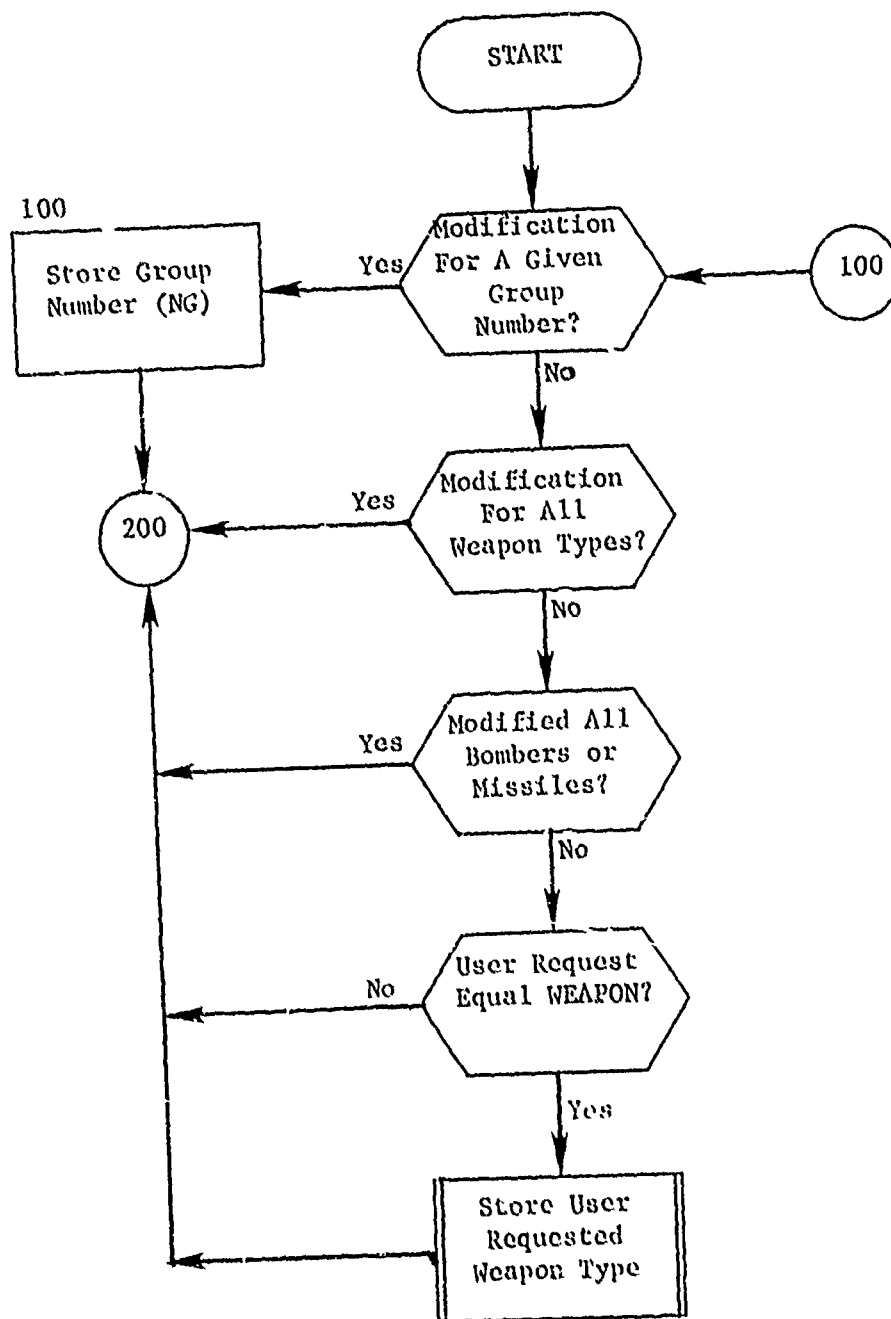 START
100
Modification
For A Given
Group
Number?
Yes
Store Group
Number (NG)
100
No
Modification
For All
Weapon Types?
Yes
200
No
Modified All
Bombers or
Missiles?
Yes
No
User Request
Equal WEAPON?
No
Yes
Store User
Requested
Weapon Type